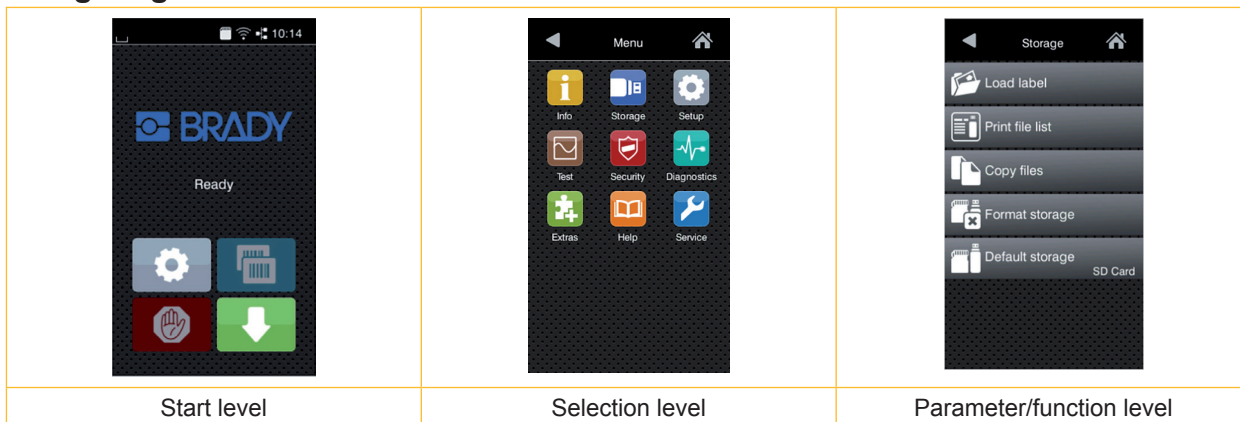 10:14
BRADY
Ready
Menu
Info Storage Setup
Test Security Diagnostics
Extras Help Service
Storage
Load label
Print file list
Copy files
Format storage
Default storage
SD Card
Start level Selection level Parameter/function level